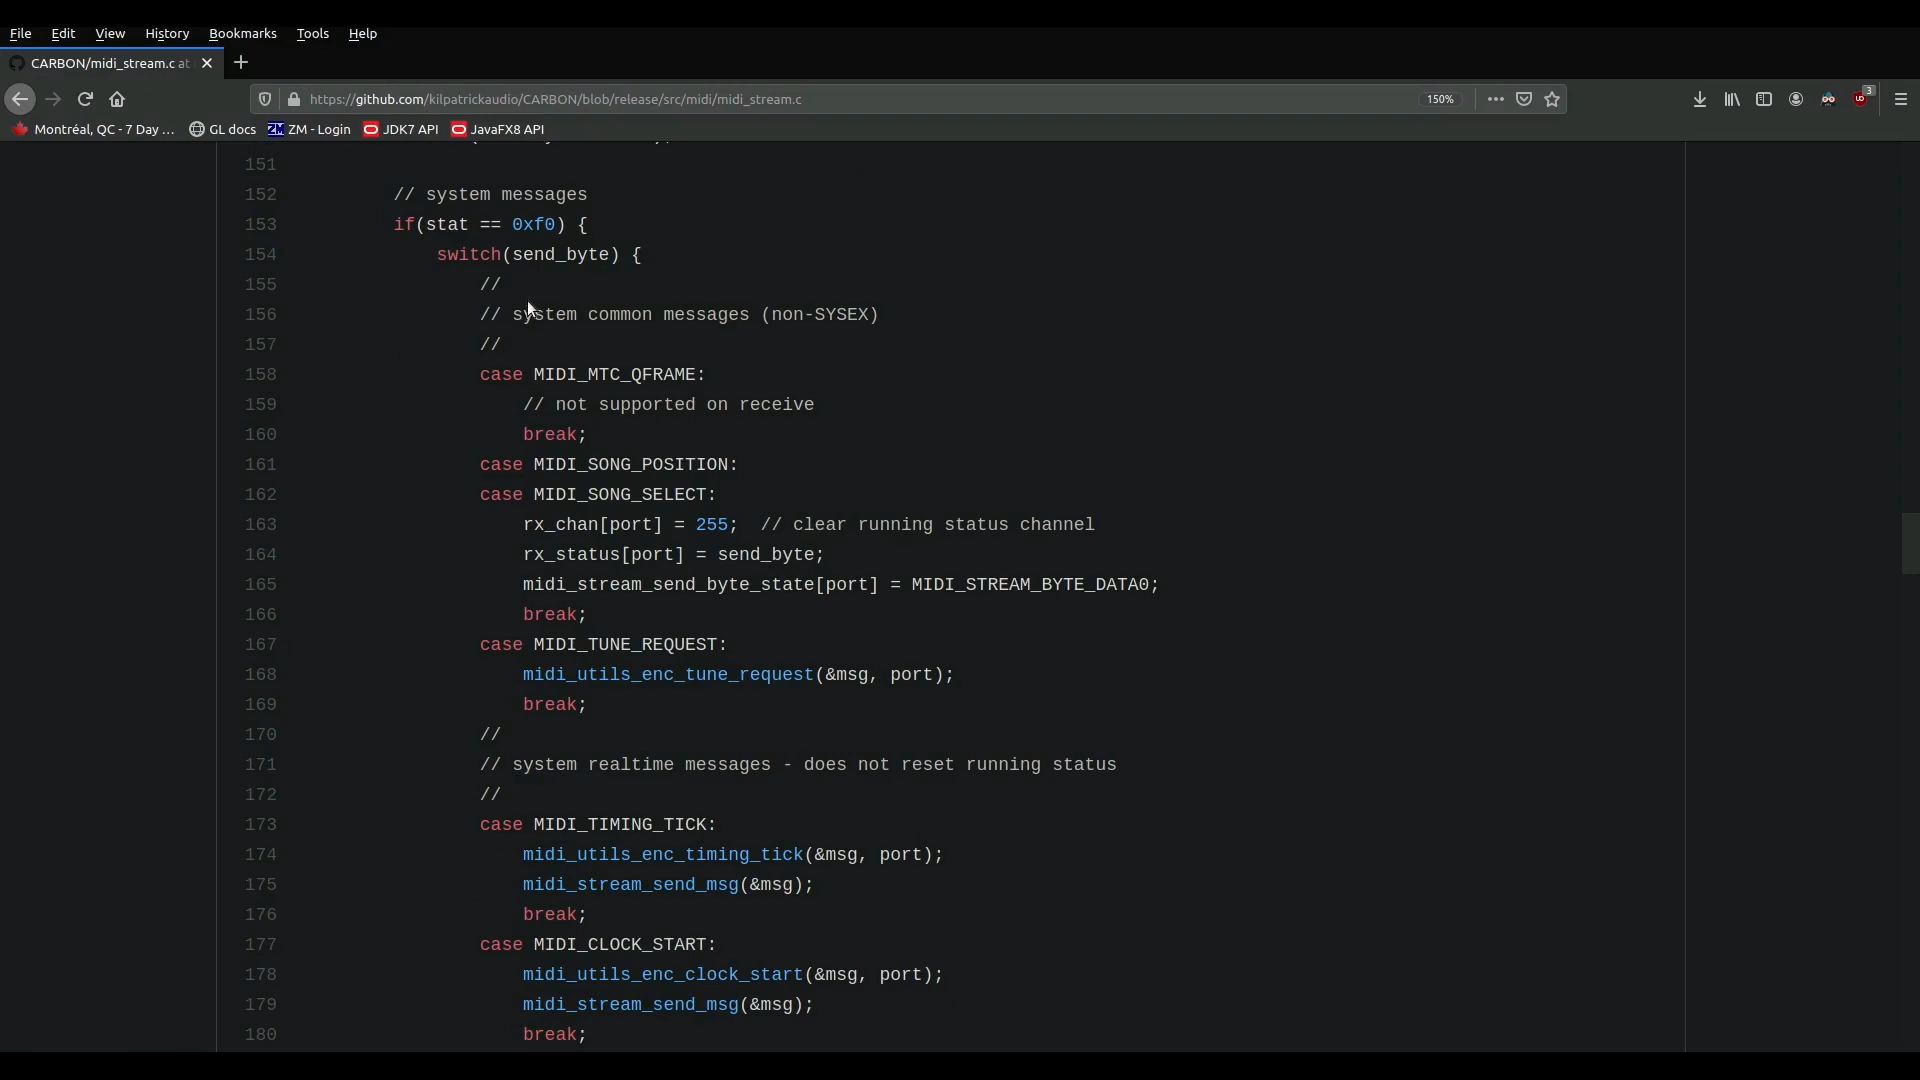 File Edit View History Bookmarks Tools Help
CARBON/midi_stream.c at
https://github.com/kilpatrickaudio/CARBON/blob/release/src/midi/midi_stream.c 150% 3
Montréal, QC - 7 Day ... GL docs ZM - Login JDK7 API JavaFX8 API
151
152 // system messages
153 if(stat == 0xf0) {
154 switch(send_byte) {
155 //
156 // system common messages (non-SYSEX)
157 //
158 case MIDI_MTC_QFRAME:
159 // not supported on receive
160 break;
161 case MIDI_SONG_POSITION:
162 case MIDI_SONG_SELECT:
163 rx_chan[port] = 255; // clear running status channel
164 rx_status[port] = send_byte;
165 midi_stream_send_byte_state[port] = MIDI_STREAM_BYTE_DATA0;
166 break;
167 case MIDI_TUNE_REQUEST:
168 midi_utils_enc_tune_request(&msg, port);
169 break;
170 //
171 // system realtime messages - does not reset running status
172 //
173 case MIDI_TIMING_TICK:
174 midi_utils_enc_timing_tick(&msg, port);
175 midi_stream_send_msg(&msg);
176 break;
177 case MIDI_CLOCK_START:
178 midi_utils_enc_clock_start(&msg, port);
179 midi_stream_send_msg(&msg);
180 break;